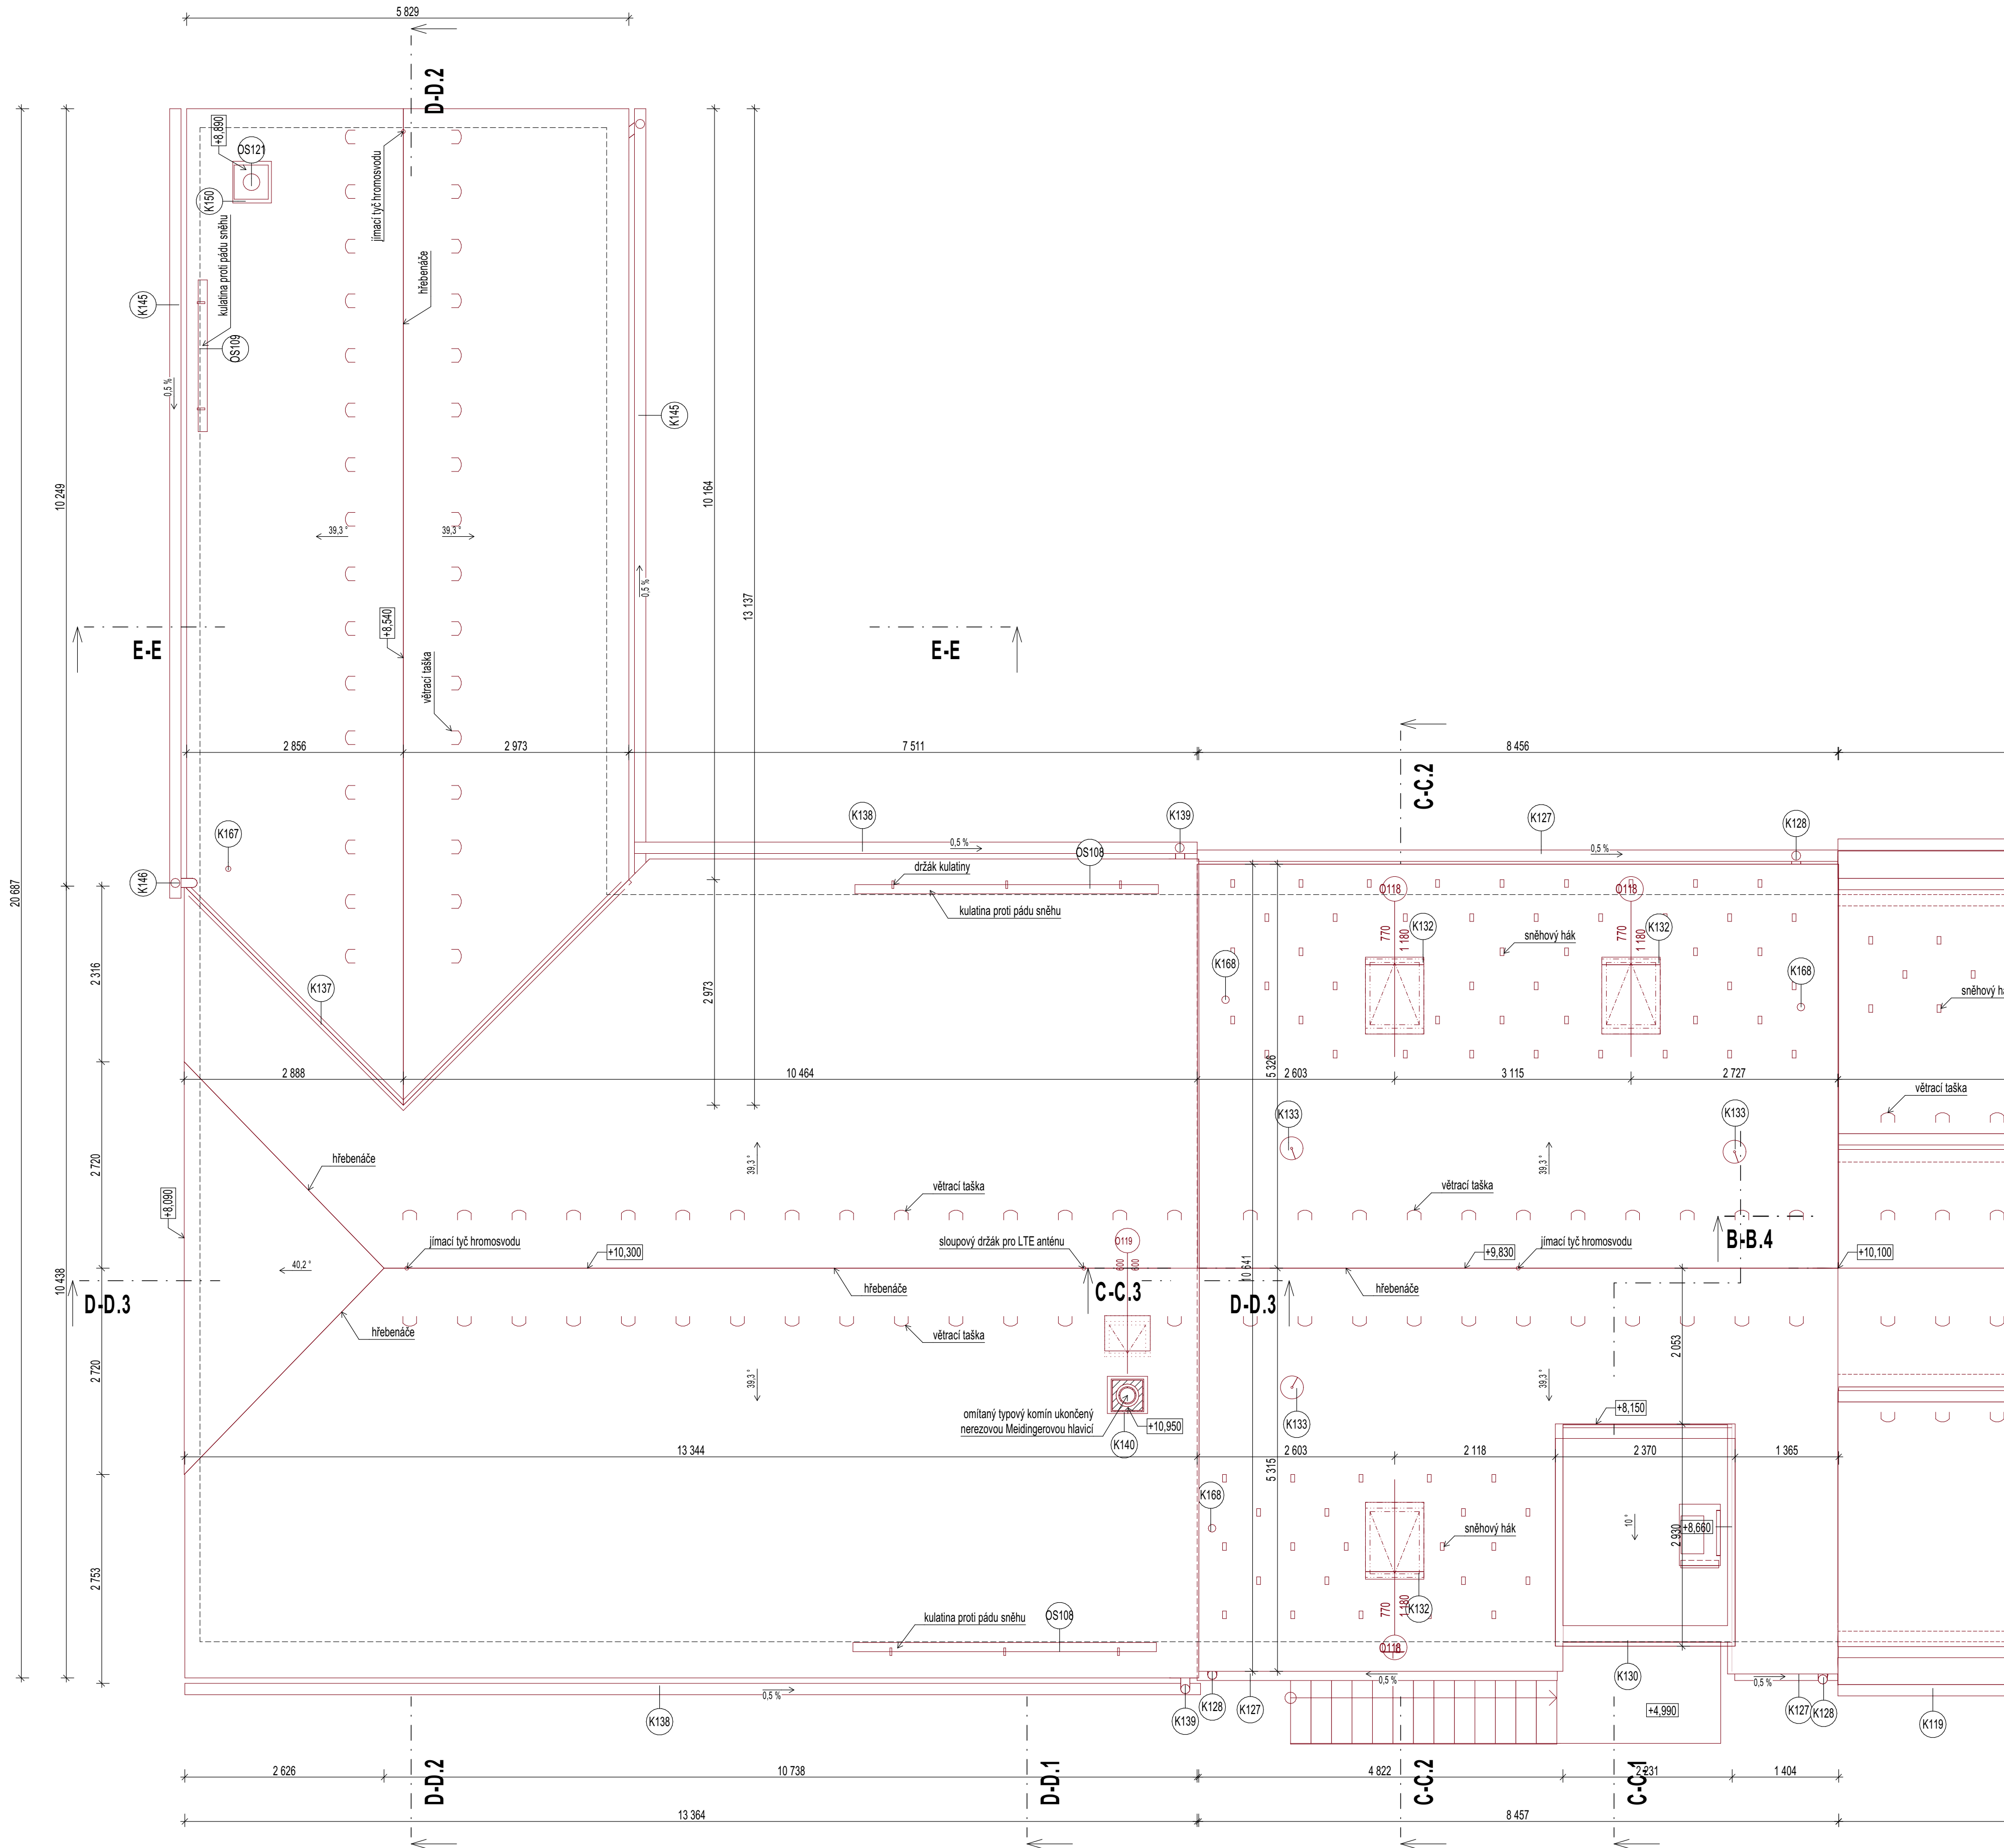 5 829
D-D.2
+8,890
OS121
K150
jímací tyč hromosvodu
kulatina proti pádu sněhu
hřebenáče
K145
OS109
0,5 %
K145
10 249
10 164
20 687
39,3 °
39,3 °
0,5 %
13 137
+8,540
E-E
E-E
větrací taška
2 856
2 973
7 511
8 456
C-C.2
K167
K138
K139
K127
K128
0,5 %
0,5 %
OS108
držák kulatiny
K146
kulatina proti pádu sněhu
O118
O118
770
1 180
K132
770
1 180
K132
sněhový hák
K168
K168
2 316
K137
2 973
sněhový
5 326
2 888
10 464
2 603
3 115
2 727
větrací taška
K133
K133
hřebenáče
2 720
39,3 °
39,3 °
+8,090
větrací taška
větrací taška
jímací tyč hromosvodu
+10,300
sloupový držák pro LTE anténu
O119
600
600
+9,830
jímací tyč hromosvodu
B-B.4
+10,100
40,2 °
10 438
10 641
D-D.3
hřebenáče
C-C.3
D-D.3
hřebenáče
hřebenáče
větrací taška
2 053
2 720
39,3 °
39,3 °
K133
+8,150
omítaný typový komín ukončený
nerezovou Meidingerovou hlavicí
+10,950
K140
13 344
2 603
2 118
2 370
1 365
5 315
K168
sněhový hák
10 °
2 930
+8,660
2 753
kulatina proti pádu sněhu
OS108
770
1 180
K132
O118
K130
0,5 %
0,5 %
0,5 %
K138
K139
K128
K127
+4,990
K127
K128
K119
2 626
10 738
4 822
2 231
1 404
D-D.2
D-D.1
C-C.2
C-C.1
13 364
8 457